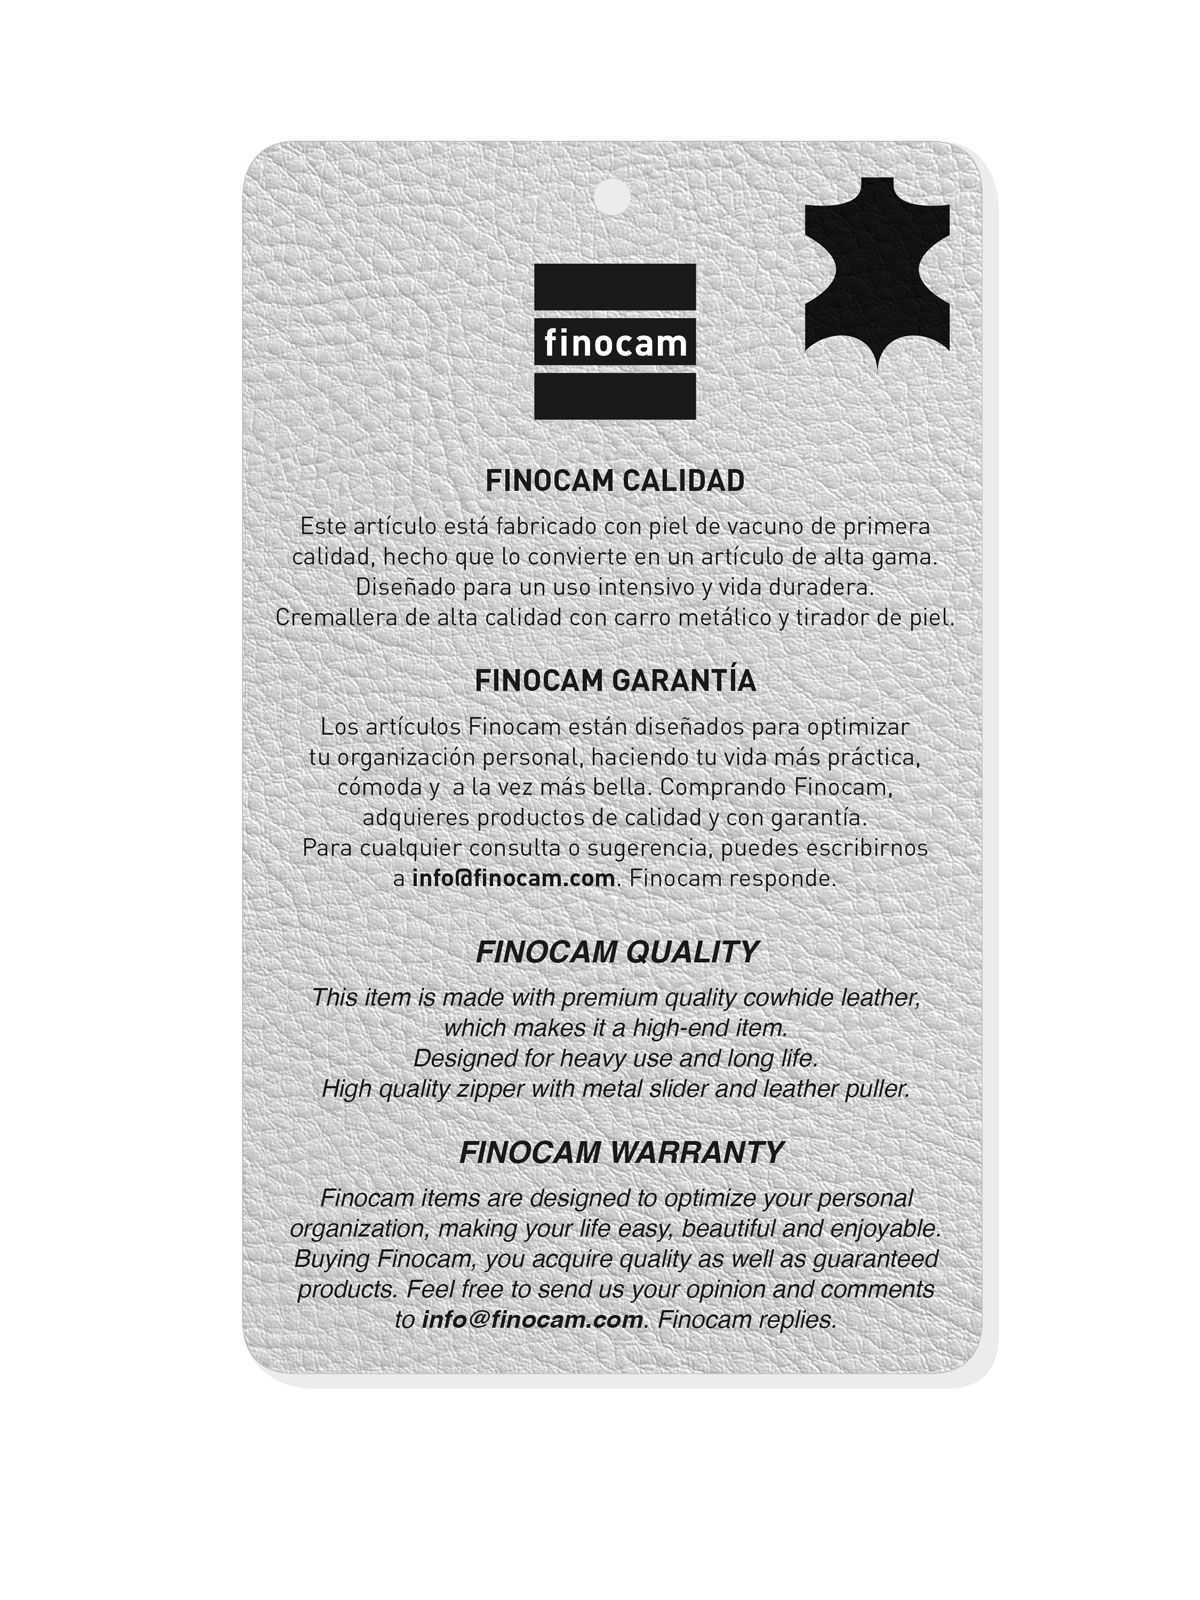 finocam
FINOCAM CALIDAD
Este artículo está fabricado con piel de vacuno de primera
calidad, hecho que lo convierte en un artículo de alta gama.
Diseñado para un uso intensivo y vida duradera.
Cremallera de alta calidad con carro metálico y tirador de piel.
FINOCAM GARANTÍA
Los artículos Finocam están diseñados para optimizar
tu organización personal, haciendo tu vida más práctica,
cómoda y  a la vez más bella. Comprando Finocam,
adquieres productos de calidad y con garantía.
Para cualquier consulta o sugerencia, puedes escribirnos
a info@finocam.com. Finocam responde.
FINOCAM QUALITY
This item is made with premium quality cowhide leather,
which makes it a high-end item.
Designed for heavy use and long life.
High quality zipper with metal slider and leather puller.
FINOCAM WARRANTY
Finocam items are designed to optimize your personal
organization, making your life easy, beautiful and enjoyable.
Buying Finocam, you acquire quality as well as guaranteed
products. Feel free to send us your opinion and comments
to info@finocam.com. Finocam replies.